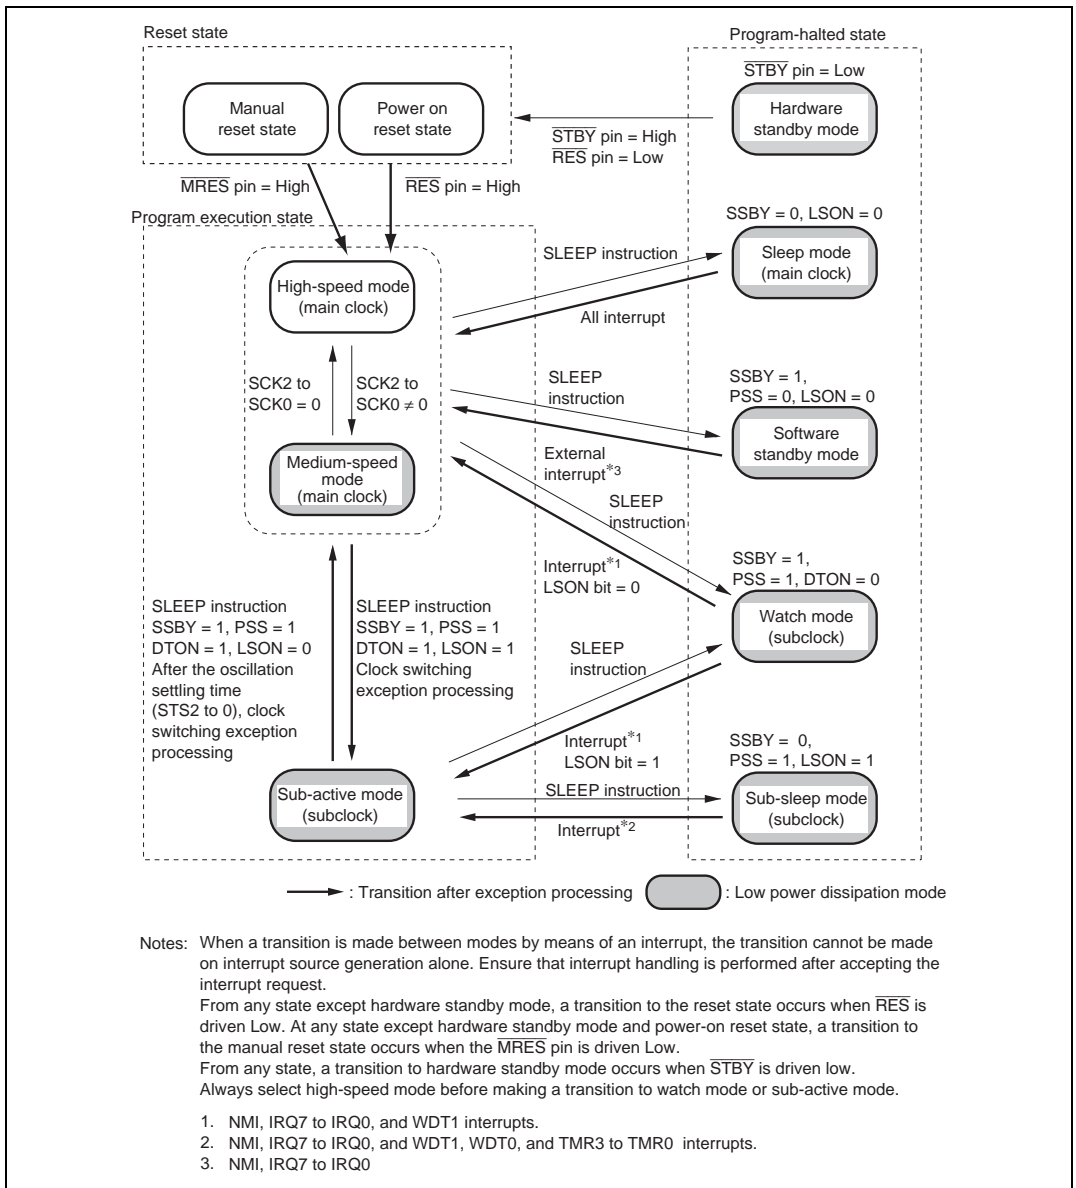 Reset state
Program-halted state
S̅T̅B̅Y̅ pin = Low
Manual
reset state
Power on
reset state
Hardware
standby mode
S̅T̅B̅Y̅ pin = High
R̅E̅S̅ pin = Low
M̅R̅E̅S̅ pin = High
R̅E̅S̅ pin = High
Program execution state
SSBY = 0, LSON = 0
High-speed mode
(main clock)
SLEEP instruction
Sleep mode
(main clock)
All interrupt
SCK2 to
SCK0 = 0
SCK2 to
SCK0 ≠ 0
SLEEP
instruction
SSBY = 1,
PSS = 0, LSON = 0
Software
standby mode
Medium-speed
mode
(main clock)
External
interrupt*3
SLEEP
instruction
Interrupt*1
LSON bit = 0
SSBY = 1,
PSS = 1, DTON = 0
Watch mode
(subclock)
SLEEP instruction
SSBY = 1, PSS = 1
DTON = 1, LSON = 0
After the oscillation
settling time
(STS2 to 0), clock
switching exception
processing
SLEEP instruction
SSBY = 1, PSS = 1
DTON = 1, LSON = 1
Clock switching
exception processing
SLEEP
instruction
Interrupt*1
LSON bit = 1
SSBY = 0,
PSS = 1, LSON = 1
Sub-active mode
(subclock)
SLEEP instruction
Interrupt*2
Sub-sleep mode
(subclock)
: Transition after exception processing
: Low power dissipation mode
Notes: When a transition is made between modes by means of an interrupt, the transition cannot be made
on interrupt source generation alone. Ensure that interrupt handling is performed after accepting the
interrupt request.
From any state except hardware standby mode, a transition to the reset state occurs when R̅E̅S̅ is
driven Low. At any state except hardware standby mode and power-on reset state, a transition to
the manual reset state occurs when the M̅R̅E̅S̅ pin is driven Low.
From any state, a transition to hardware standby mode occurs when S̅T̅B̅Y̅ is driven low.
Always select high-speed mode before making a transition to watch mode or sub-active mode.
1. NMI, IRQ7 to IRQ0, and WDT1 interrupts.
2. NMI, IRQ7 to IRQ0, and WDT1, WDT0, and TMR3 to TMR0 interrupts.
3. NMI, IRQ7 to IRQ0